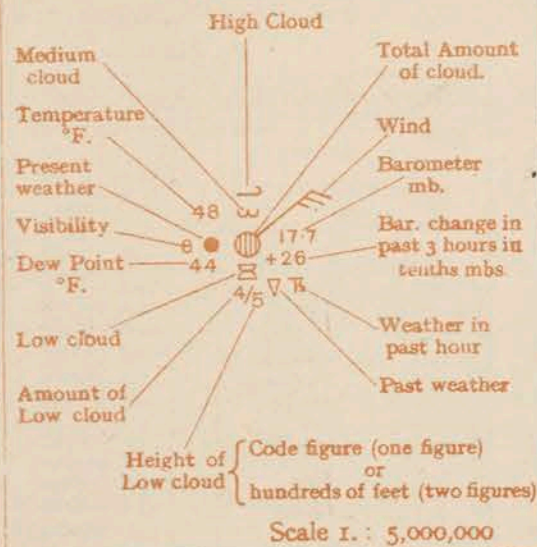 High Cloud
Medium
cloud
Total Amount
of cloud.
Temperature
°F.
Wind
Present
weather
Barometer
mb.
48
Visibility
8
17.7
Bar. change in
past 3 hours in
tenths mbs.
+26
Dew Point
°F.
44
4/5
Low cloud
Weather in
past hour
Amount of
Low cloud
Past weather
Height of
Low cloud
Code figure (one figure)
or
hundreds of feet (two figures)
Scale 1. : 5,000,000